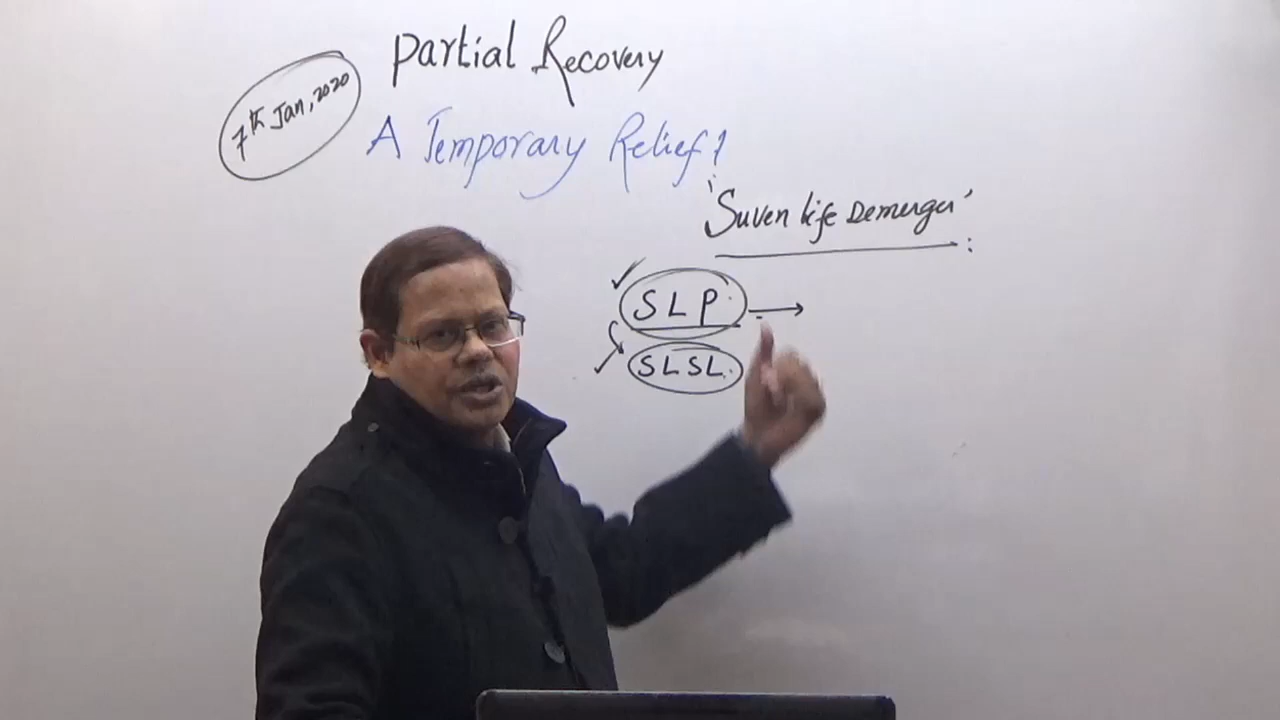 Partial Recovery
7th Jan, 2020
A Temporary Relief?
'Suven life Demerger' :
SLP
SLSL